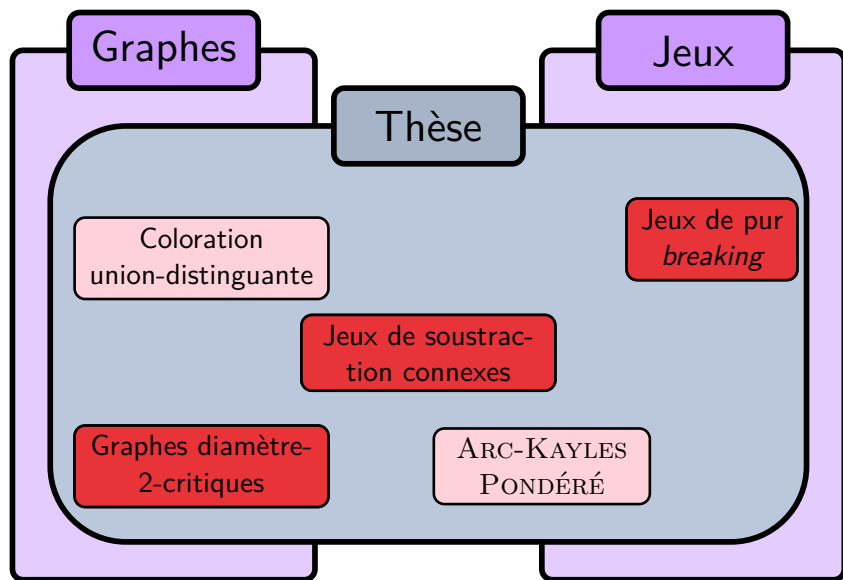 Graphes
Jeux
Thèse
Jeux de pur
breaking
Coloration
union-distinguante
Jeux de soustrac-
tion connexes
Graphes diamètre-
2-critiques
ARC-KAYLES
PONDÉRÉ